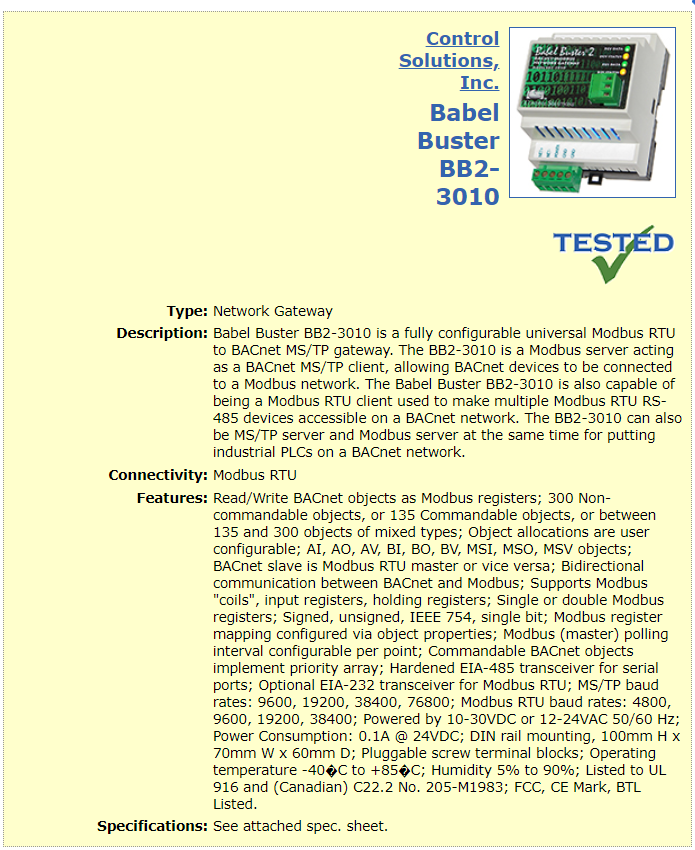 Control
Solutions,
Inc.
Babel
Buster
BB2-
3010
Babel Buster 2
TESTED
Type: Network Gateway
Description: Babel Buster BB2-3010 is a fully configurable universal Modbus RTU
to BACnet MS/TP gateway. The BB2-3010 is a Modbus server acting
as a BACnet MS/TP client, allowing BACnet devices to be connected
to a Modbus network. The Babel Buster BB2-3010 is also capable of
being a Modbus RTU client used to make multiple Modbus RTU RS-
485 devices accessible on a BACnet network. The BB2-3010 can also
be MS/TP server and Modbus server at the same time for putting
industrial PLCs on a BACnet network.
Connectivity: Modbus RTU
Features: Read/Write BACnet objects as Modbus registers; 300 Non-
commandable objects, or 135 Commandable objects, or between
135 and 300 objects of mixed types; Object allocations are user
configurable; AI, AO, AV, BI, BO, BV, MSI, MSO, MSV objects;
BACnet slave is Modbus RTU master or vice versa; Bidirectional
communication between BACnet and Modbus; Supports Modbus
"coils", input registers, holding registers; Single or double Modbus
registers; Signed, unsigned, IEEE 754, single bit; Modbus register
mapping configured via object properties; Modbus (master) polling
interval configurable per point; Commandable BACnet objects
implement priority array; Hardened EIA-485 transceiver for serial
ports; Optional EIA-232 transceiver for Modbus RTU; MS/TP baud
rates: 9600, 19200, 38400, 76800; Modbus RTU baud rates: 4800,
9600, 19200, 38400; Powered by 10-30VDC or 12-24VAC 50/60 Hz;
Power Consumption: 0.1A @ 24VDC; DIN rail mounting, 100mm H x
70mm W x 60mm D; Pluggable screw terminal blocks; Operating
temperature -40�C to +85�C; Humidity 5% to 90%; Listed to UL
916 and (Canadian) C22.2 No. 205-M1983; FCC, CE Mark, BTL
Listed.
Specifications: See attached spec. sheet.